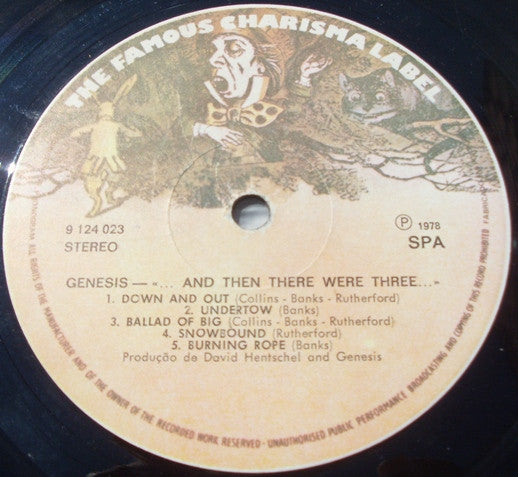 THE FAMOUS CHARISMA LABEL
9 124 023
STEREO
℗ 1978
SPA
GENESIS — «... AND THEN THERE WERE THREE...»
1. DOWN AND OUT (Collins - Banks - Rutherford)
2. UNDERTOW (Banks)
3. BALLAD OF BIG (Collins - Banks - Rutherford)
4. SNOWBOUND (Rutherford)
5. BURNING ROPE (Banks)
Produção de David Hentschel and Genesis
ALL RIGHTS OF THE MANUFACTURER AND OF THE OWNER OF THE RECORDED WORK RESERVED - UNAUTHORISED PUBLIC PERFORMANCE BROADCASTING AND COPYING OF THIS RECORD PROHIBITED